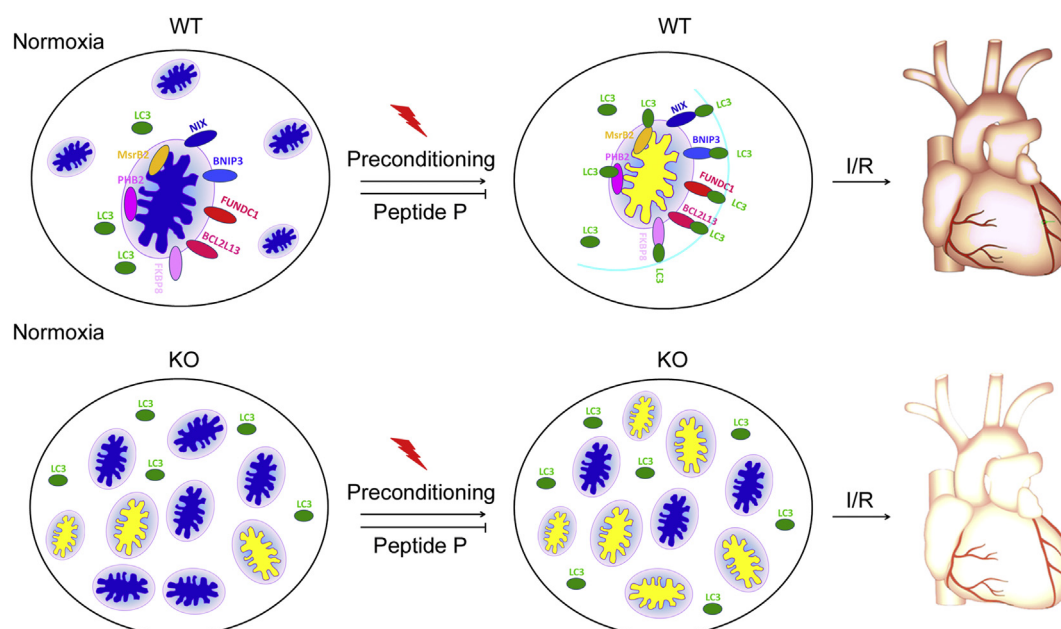 WT
WT
Normoxia
LC3
NIX
MsrB2
BNIP3
PHB2
FUNDC1
LC3
BCL2L13
LC3
FKBP8
Preconditioning
Peptide P
LC3
LC3
LC3
NIX
MsrB2
BNIP3
LC3
PHB2
LC3
FUNDC1
LC3
BCL2L13
LC3
LC3
FKBP8
LC3
I/R
Normoxia
KO
KO
LC3
LC3
LC3
LC3
LC3
Preconditioning
Peptide P
LC3
LC3
LC3
LC3
LC3
LC3
LC3
I/R